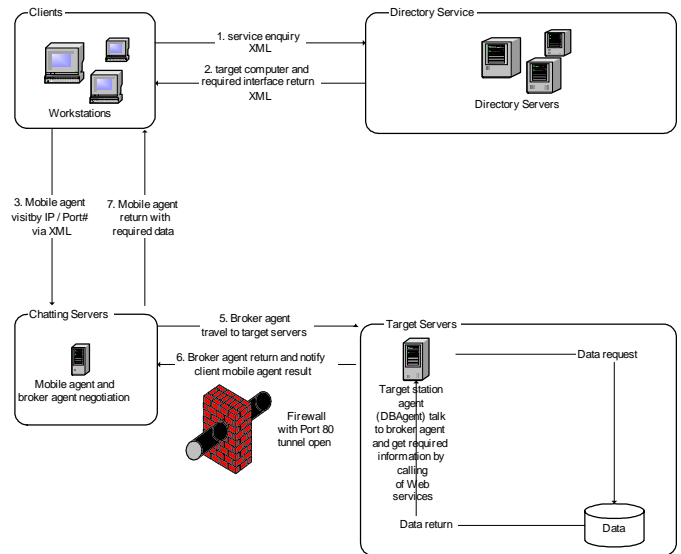 Clients
Workstations
1. service enquiry
XML
2. target computer and
required interface return
XML
Directory Service
Directory Servers
3. Mobile agent
visitby IP / Port#
via XML
7. Mobile agent
return with
required data
Chatting Servers
Mobile agent and
broker agent negotiation
5. Broker agent
travel to target servers
6. Broker agent return and notify
client mobile agent result
Firewall
with Port 80
tunnel open
Target Servers
Target station
agent
(DBAgent) talk
to broker agent
and get required
information by
calling
of Web
services
Data request
Data return
Data